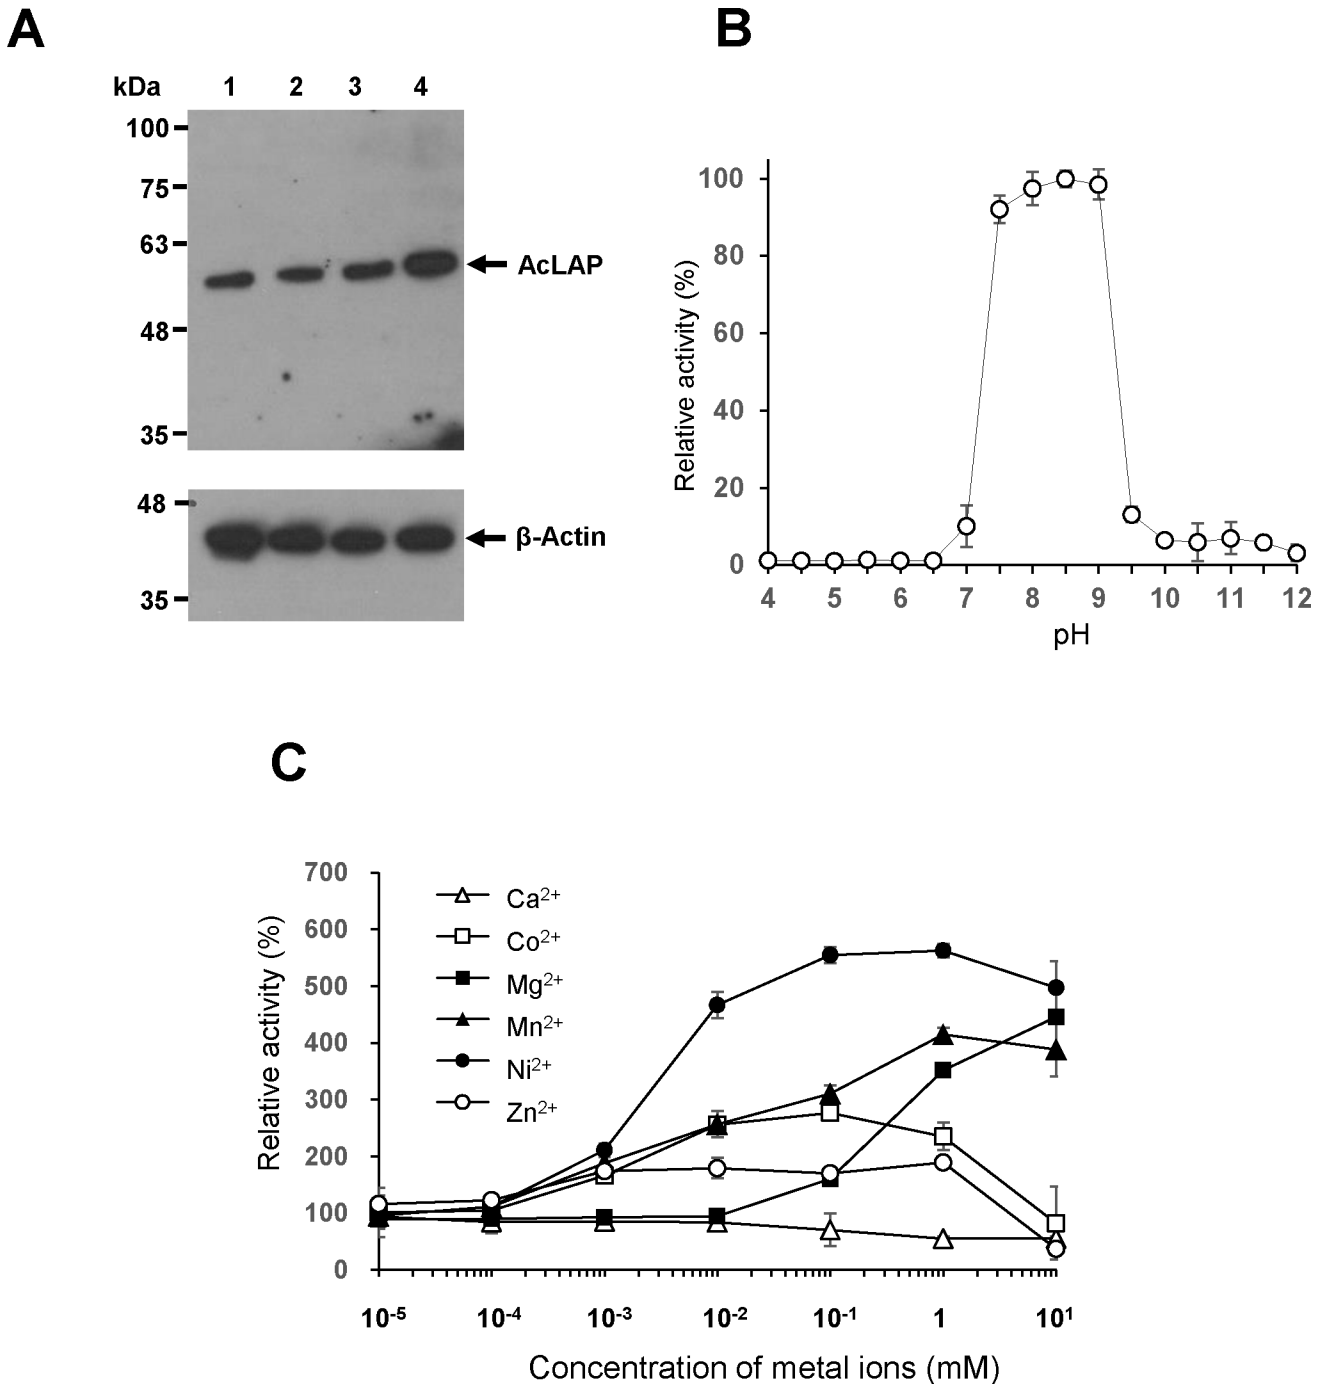 A
kDa 1 2 3 4
100
75
63
AcLAP
48
35
48
β-Actin
35
B
100
80
60
40
20
0
Relative activity (%)
4 5 6 7 8 9 10 11 12
pH
C
700
600
500
400
300
200
100
0
Relative activity (%)
Ca²⁺
Co²⁺
Mg²⁺
Mn²⁺
Ni²⁺
Zn²⁺
10⁻⁵ 10⁻⁴ 10⁻³ 10⁻² 10⁻¹ 1 10¹
Concentration of metal ions (mM)